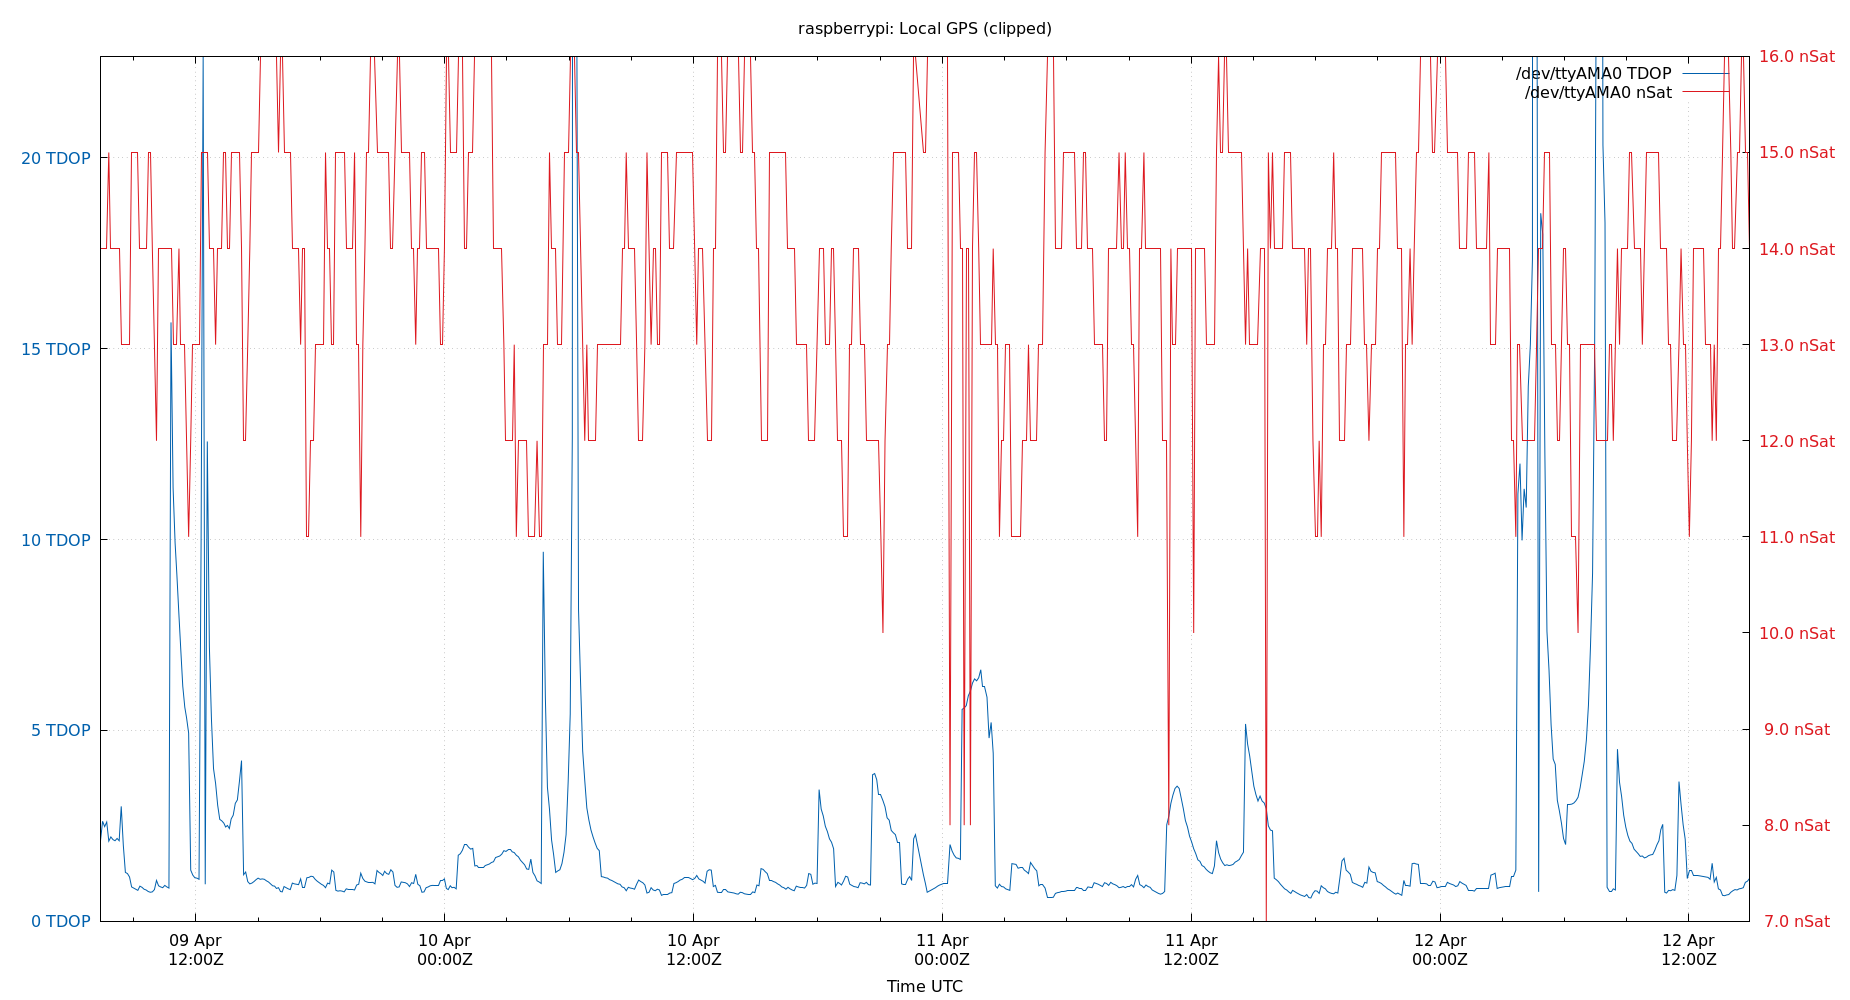 raspberrypi: Local GPS (clipped)
/dev/ttyAMA0 TDOP
/dev/ttyAMA0 nSat
20 TDOP
15 TDOP
10 TDOP
5 TDOP
0 TDOP
16.0 nSat
15.0 nSat
14.0 nSat
13.0 nSat
12.0 nSat
11.0 nSat
10.0 nSat
9.0 nSat
8.0 nSat
7.0 nSat
09 Apr
12:00Z
10 Apr
00:00Z
10 Apr
12:00Z
11 Apr
00:00Z
11 Apr
12:00Z
12 Apr
00:00Z
12 Apr
12:00Z
Time UTC